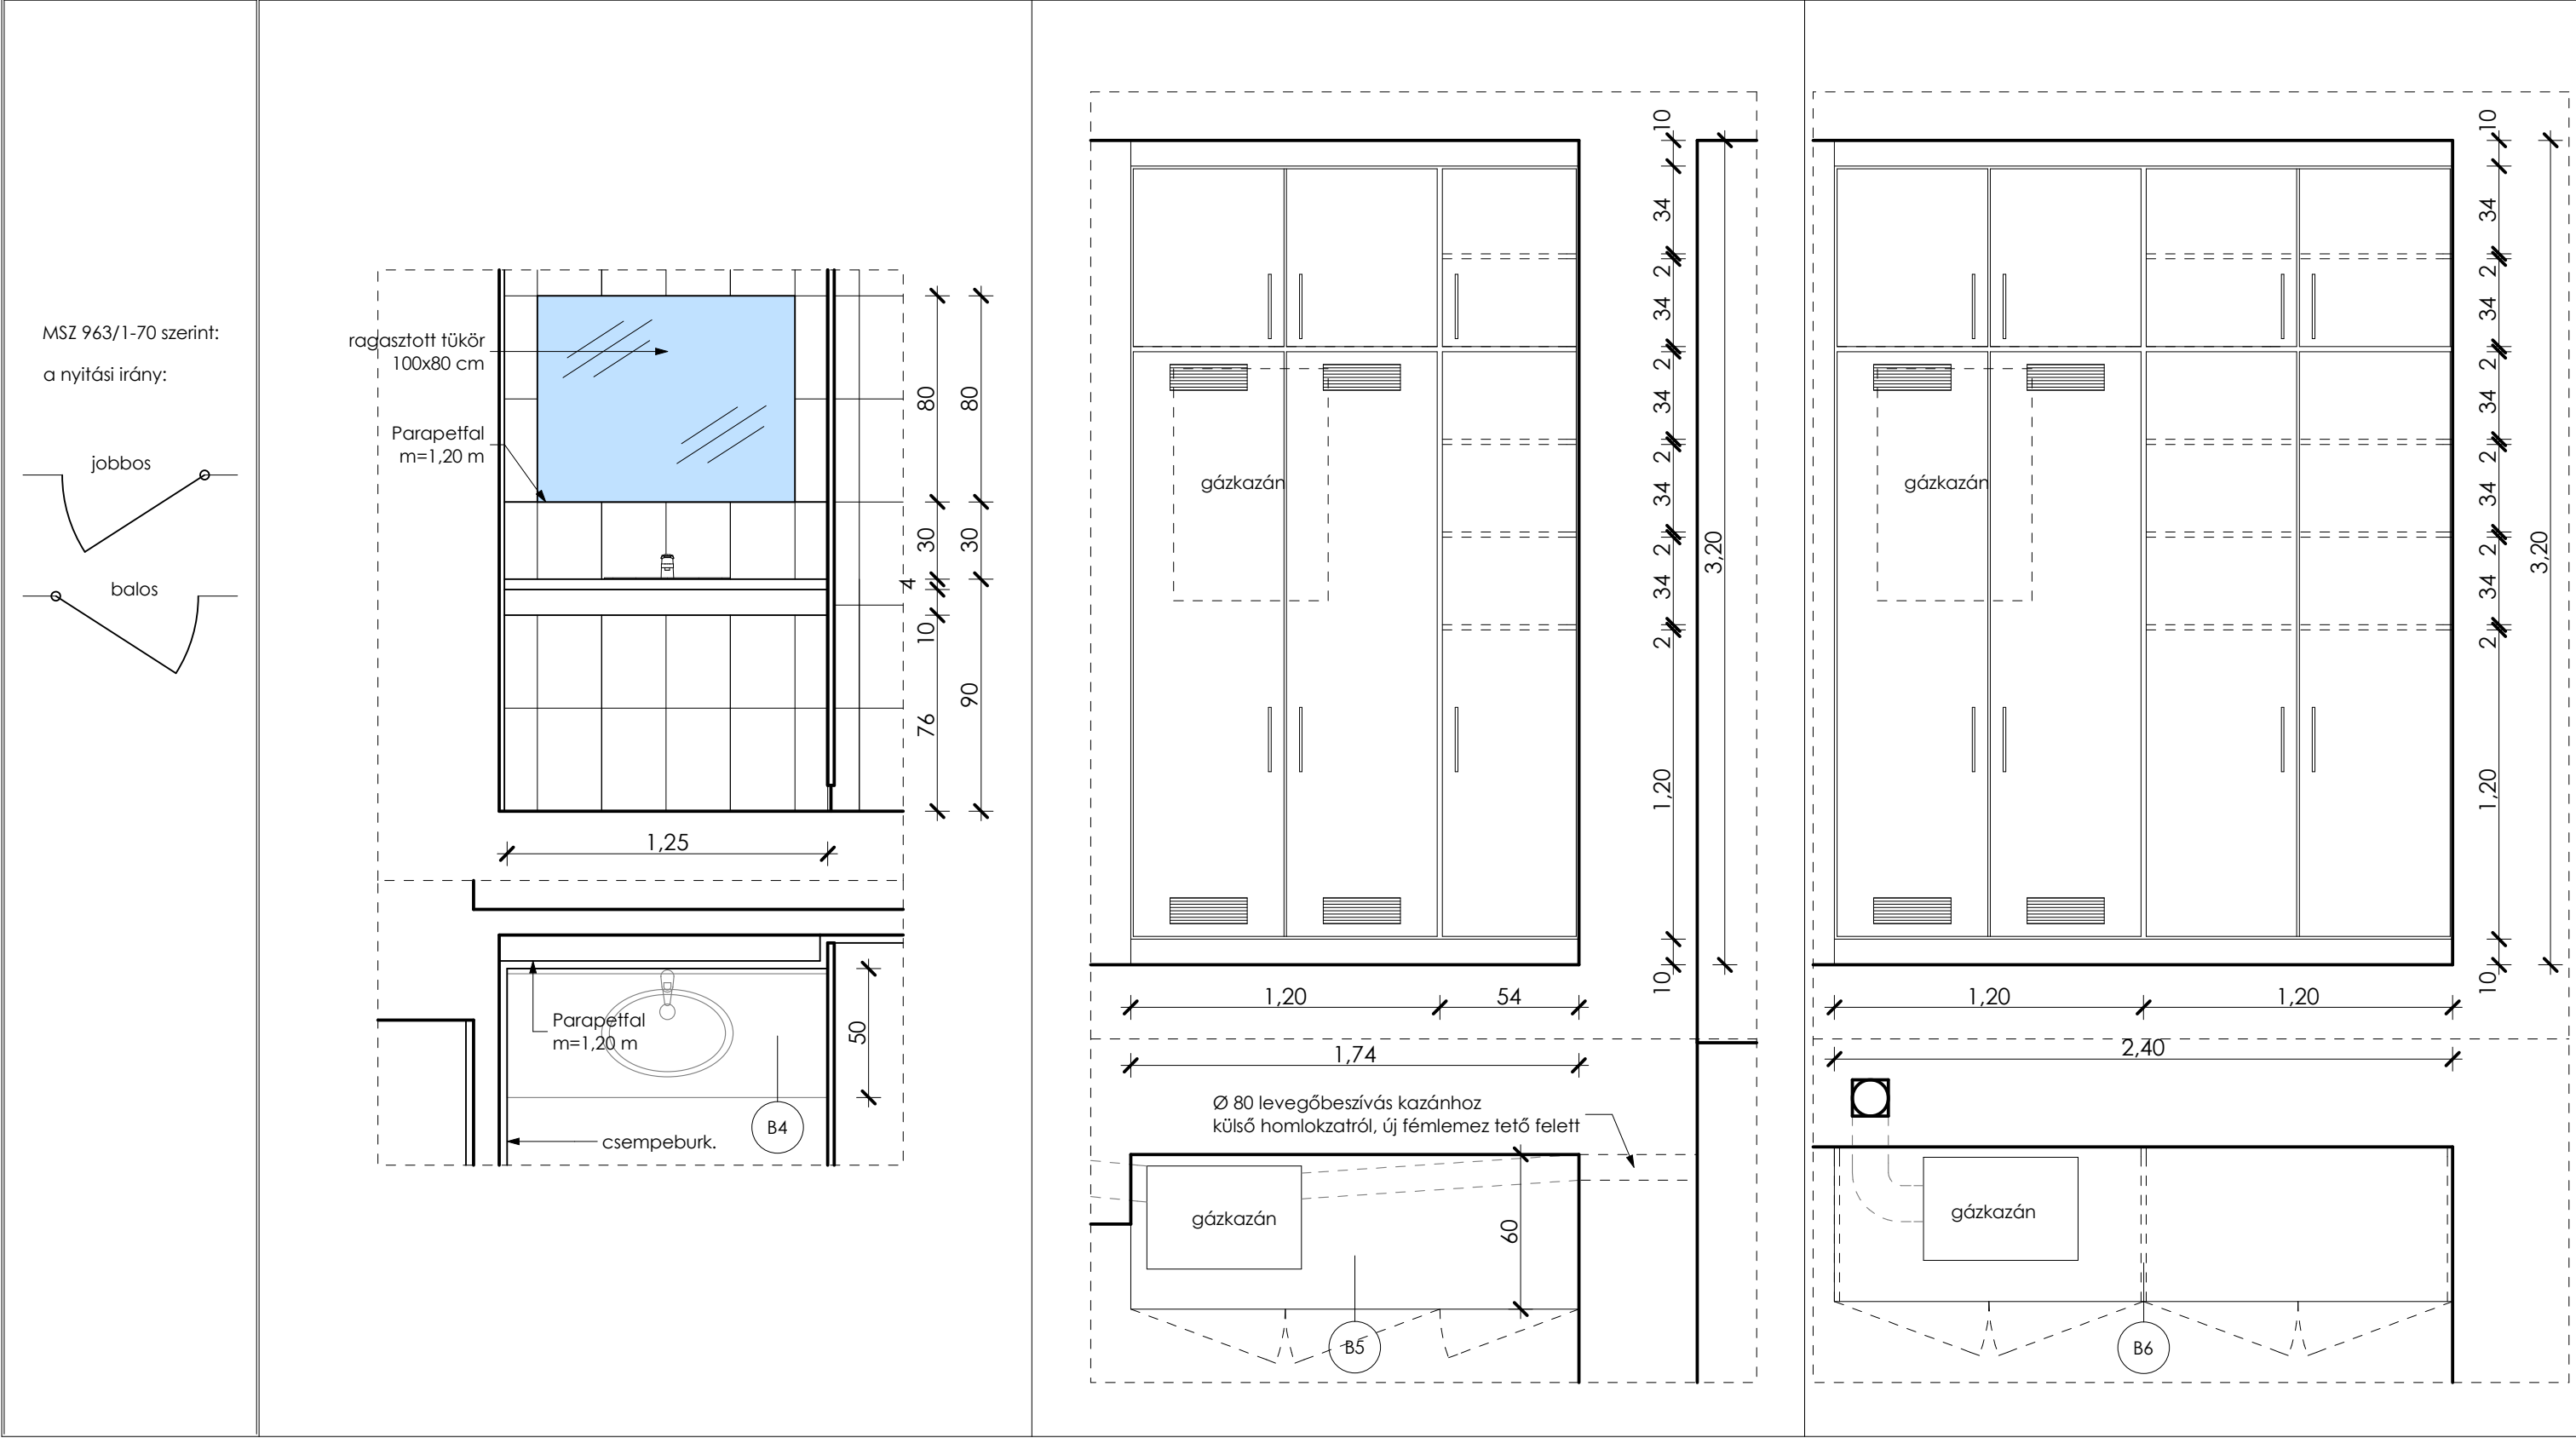 MSZ 963/1-70 szerint:
a nyitási irány:
jobbos
balos
ragasztott tükör
100x80 cm
Parapetfal
m=1,20 m
80
80
30
30
4
10
90
76
1,25
Parapetfal
m=1,20 m
50
B4
csempeburk.
10
34
2
34
2
34
2
34
2
34
2
1,20
10
3,20
gázkazán
1,20
54
1,74
Ø 80 levegőbeszívás kazánhoz
külső homlokzatról, új fémlemez tető felett
gázkazán
60
B5
10
34
2
34
2
34
2
34
2
34
2
1,20
10
3,20
gázkazán
1,20
1,20
2,40
gázkazán
B6